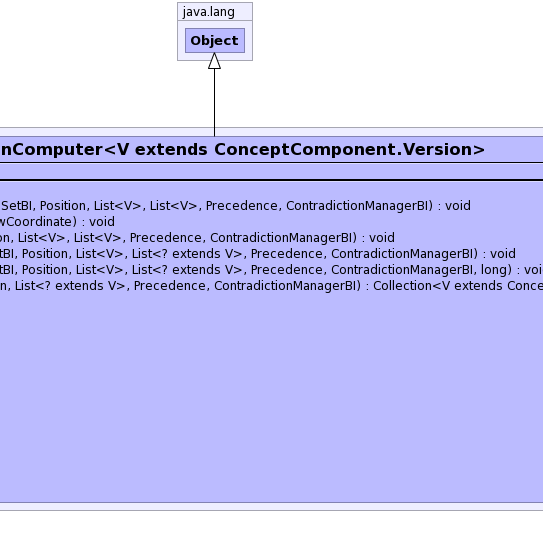 java.lang
Object
nComputer<V extends ConceptComponent.Version>
SetBI, Position, List<V>, List<V>, Precedence, ContradictionManagerBI) : void
wCoordinate) : void
on, List<V>, List<V>, Precedence, ContradictionManagerBI) : void
tBI, Position, List<V>, List<? extends V>, Precedence, ContradictionManagerBI) : void
tBI, Position, List<V>, List<? extends V>, Precedence, ContradictionManagerBI, long) : voi
n, List<? extends V>, Precedence, ContradictionManagerBI) : Collection<V extends Conce